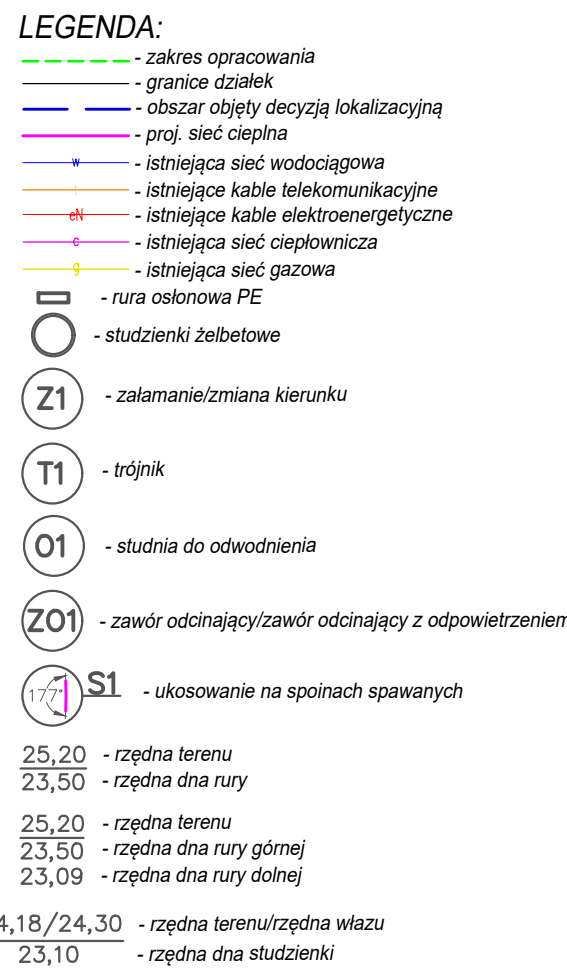 LEGENDA:
- zakres opracowania
- granice działek
- obszar objęty decyzją lokalizacyjną
- proj. sieć cieplna
w - istniejąca sieć wodociągowa
t - istniejące kable telekomunikacyjne
eN - istniejące kable elektroenergetyczne
c - istniejąca sieć ciepłownicza
g - istniejąca sieć gazowa
- rura osłonowa PE
- studzienki żelbetowe
Z1 - załamanie/zmiana kierunku
T1 - trójnik
O1 - studnia do odwodnienia
ZO1 - zawór odcinający/zawór odcinający z odpowietrzeniem
177° S1 - ukosowanie na spoinach spawanych
25,20 - rzędna terenu
23,50 - rzędna dna rury
25,20 - rzędna terenu
23,50 - rzędna dna rury górnej
23,09 - rzędna dna rury dolnej
4,18/24,30 - rzędna terenu/rzędna włazu
23,10 - rzędna dna studzienki